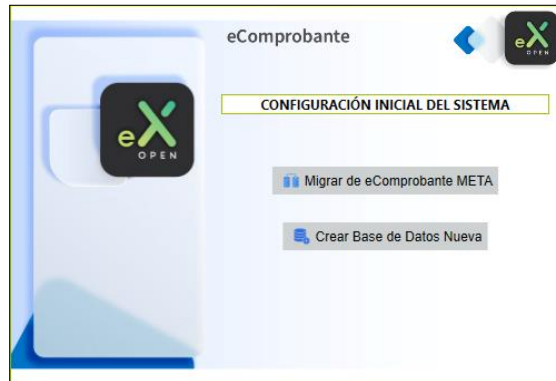 eComprobante
eX
OPEN
CONFIGURACIÓN INICIAL DEL SISTEMA
eX
OPEN
Migrar de eComprobante META
Crear Base de Datos Nueva